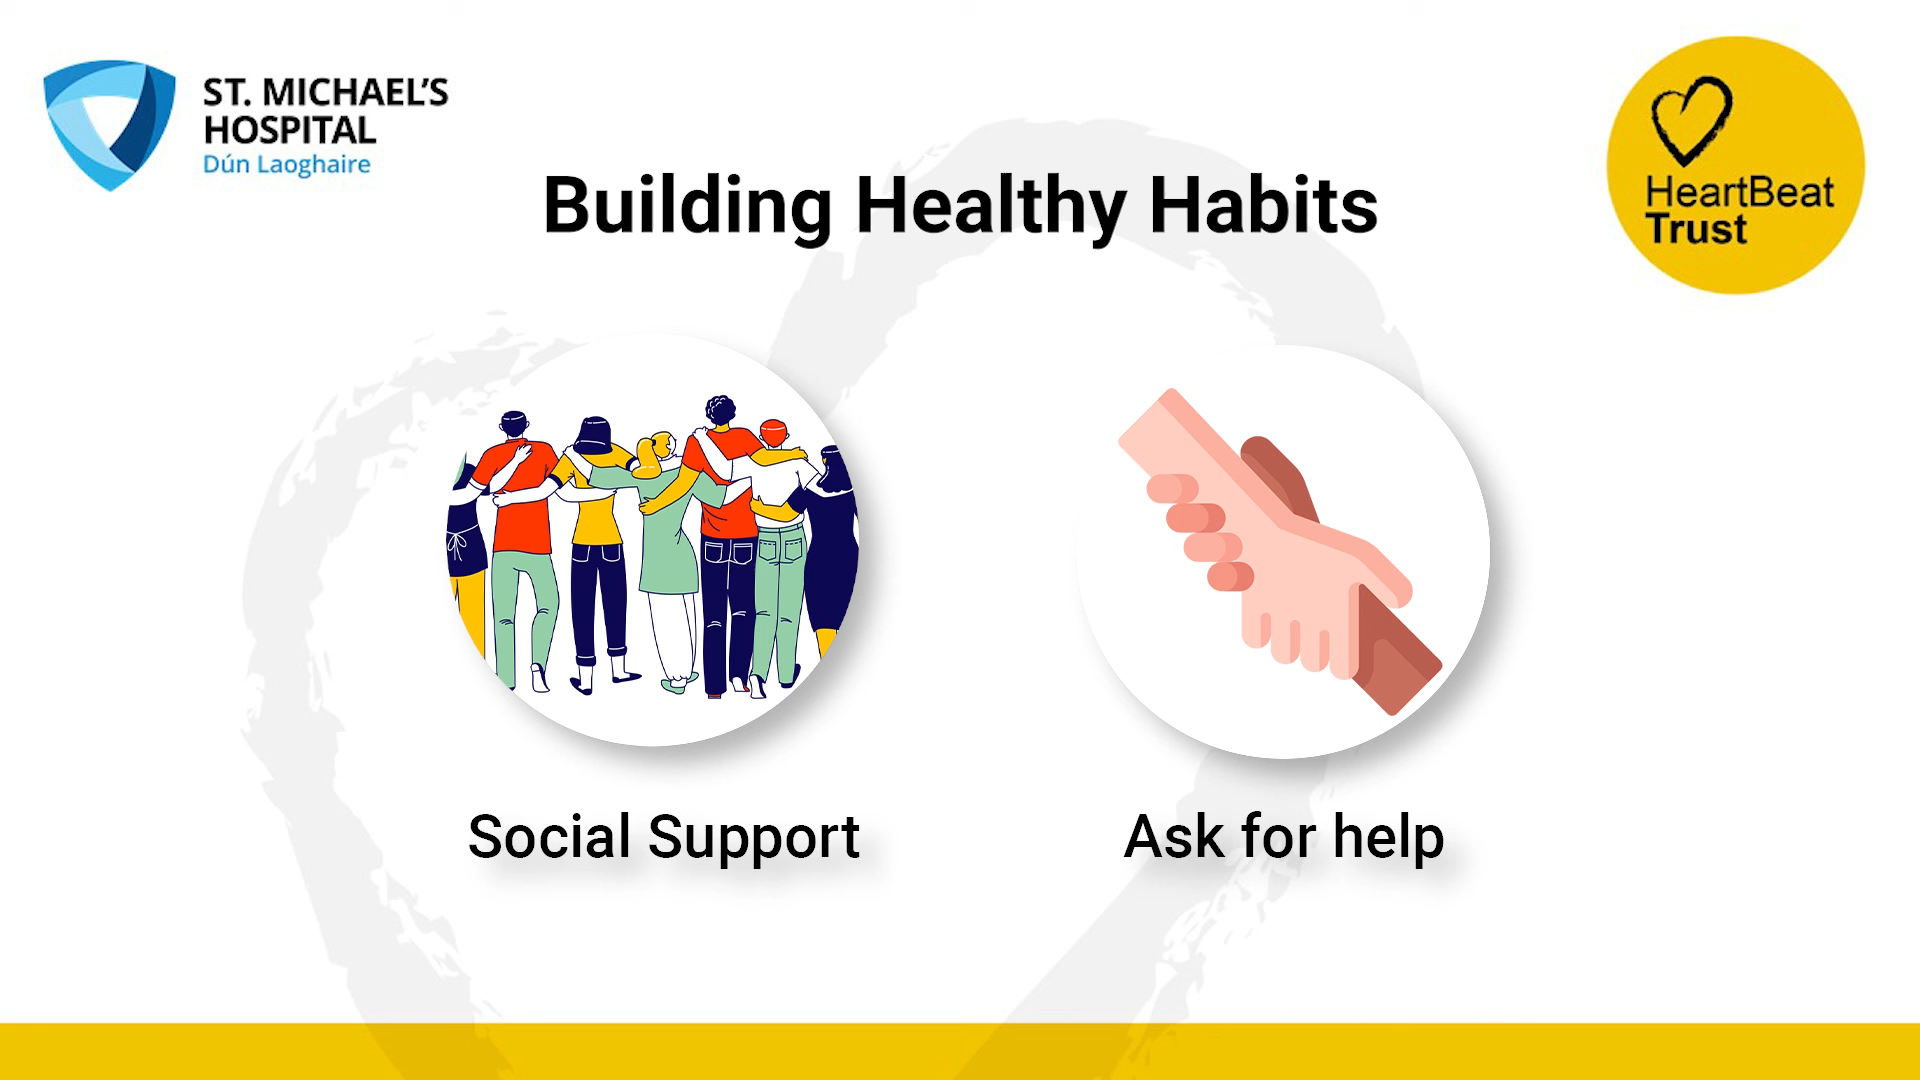 ST. MICHAEL'S
HOSPITAL
Dún Laoghaire
HeartBeat
Trust
Building Healthy Habits
Social Support
Ask for help